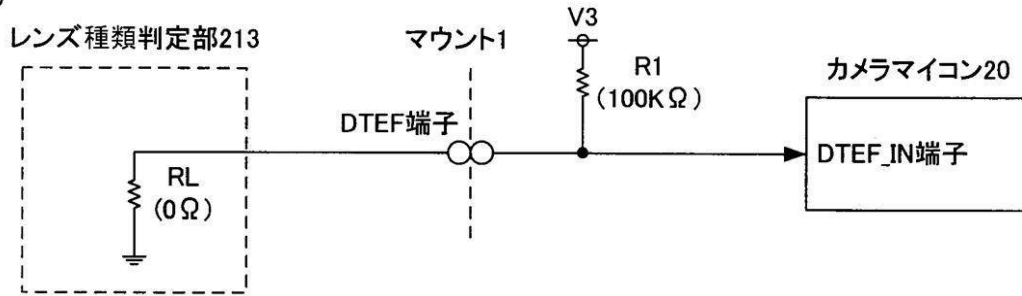 レンズ種類判定部213
マウント1
V3
R1
(100KΩ)
カメラマイコン20
DTEF端子
DTEF_IN端子
RL
(0Ω)